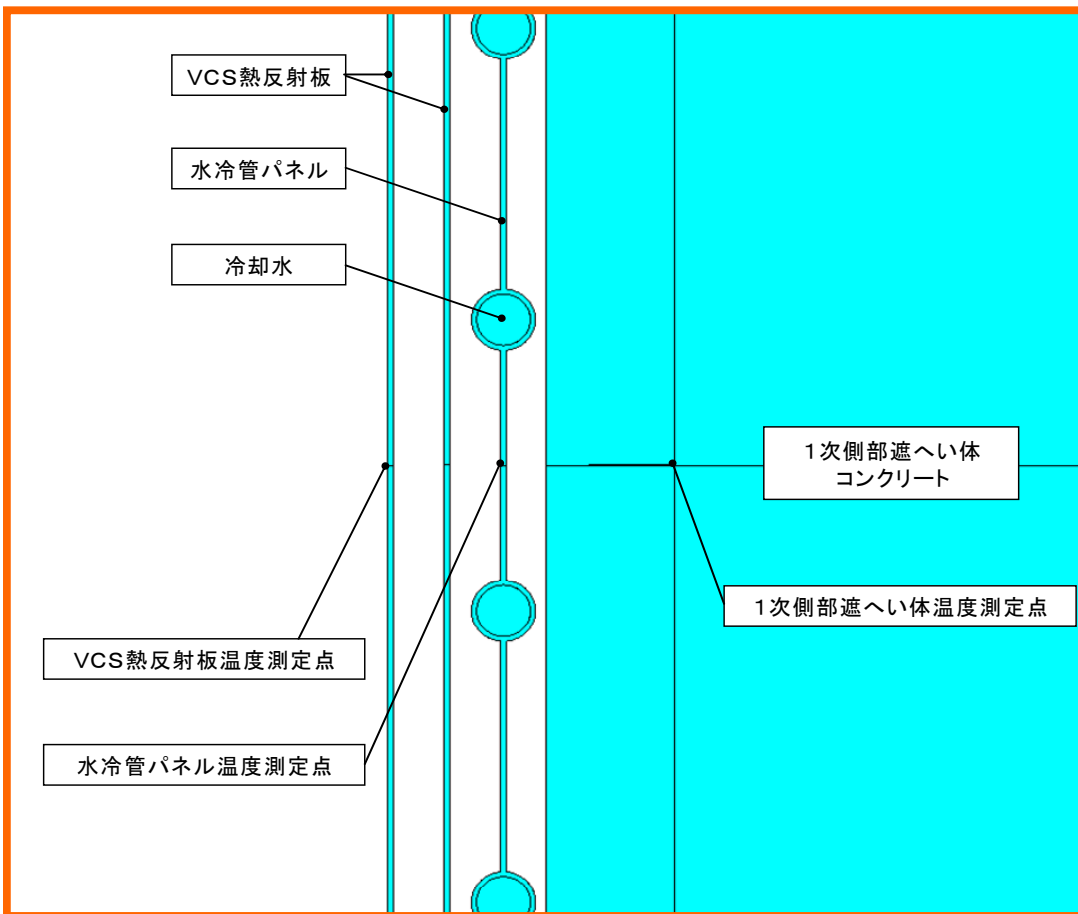 VCS熱反射板
水冷管パネル
冷却水
1次側部遮へい体
コンクリート
1次側部遮へい体温度測定点
VCS熱反射板温度測定点
水冷管パネル温度測定点